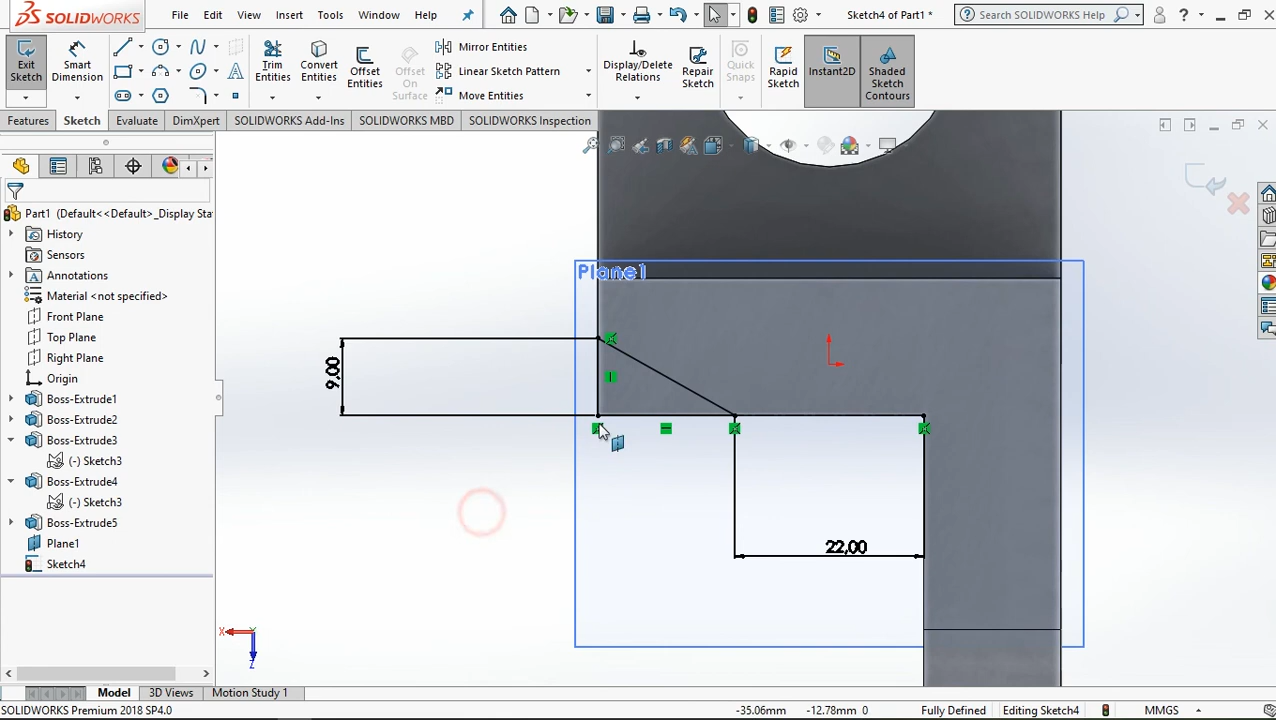 SOLIDWORKS File Edit View Insert Tools Window Help Sketch4 of Part1 * Search SOLIDWORKS Help ?
Exit Sketch Smart Dimension Trim Entities Convert Entities Offset Entities Offset On Surface Mirror Entities Linear Sketch Pattern Move Entities Display/Delete Relations Repair Sketch Quick Snaps Rapid Sketch Instant2D Shaded Sketch Contours
Features Sketch Evaluate DimXpert SOLIDWORKS Add-Ins SOLIDWORKS MBD SOLIDWORKS Inspection
Part1 (Default<<Default>_Display Sta
History
Sensors
Annotations
Material <not specified>
Front Plane
Top Plane
Right Plane
Origin
Boss-Extrude1
Boss-Extrude2
Boss-Extrude3
(-) Sketch3
Boss-Extrude4
(-) Sketch3
Boss-Extrude5
Plane1
Sketch4
Plane1
9,00
22,00
X
Z
Model 3D Views Motion Study 1
SOLIDWORKS Premium 2018 SP4.0 -35.06mm -12.78mm 0 Fully Defined Editing Sketch4 MMGS